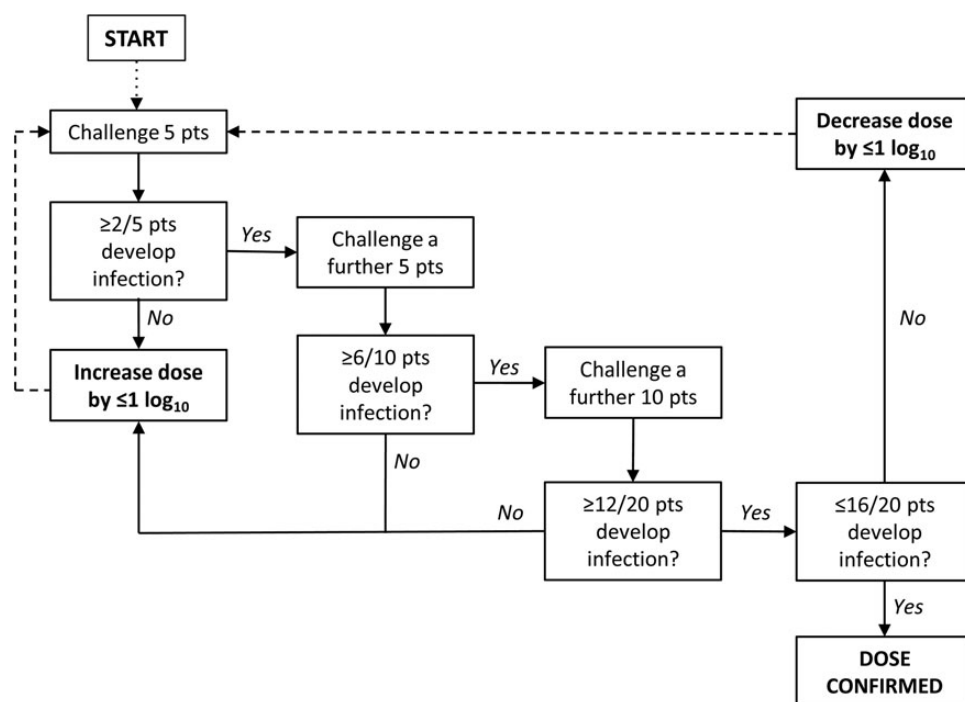 START
Challenge 5 pts
Decrease dose
by ≤1 log₁₀
≥2/5 pts
develop
infection?
Yes
Challenge a
further 5 pts
No
No
Increase dose
by ≤1 log₁₀
≥6/10 pts
develop
infection?
Yes
Challenge a
further 10 pts
No
No
≥12/20 pts
develop
infection?
Yes
≤16/20 pts
develop
infection?
Yes
DOSE
CONFIRMED